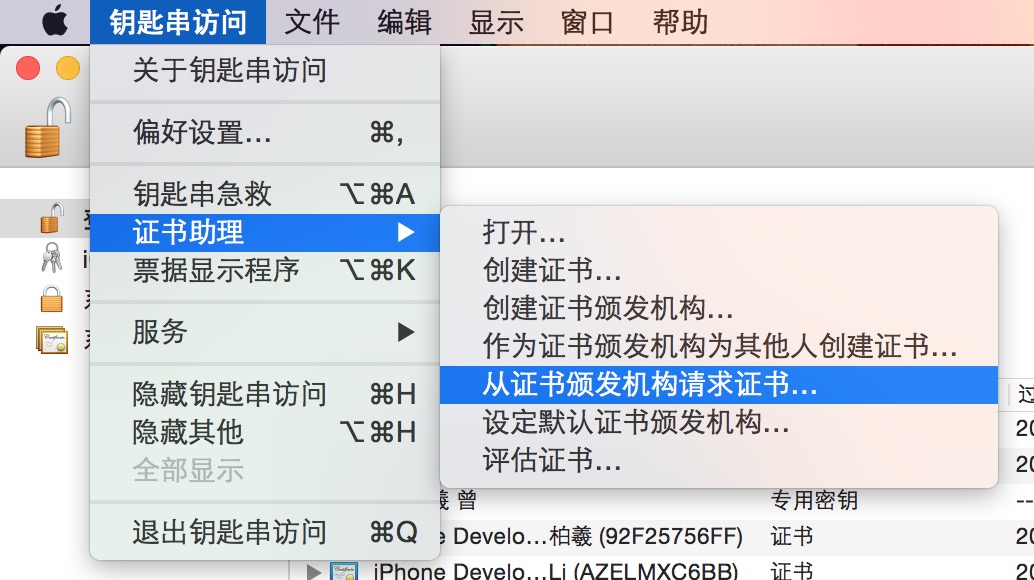 钥匙串访问 文件 编辑 显示 窗口 帮助
关于钥匙串访问
偏好设置... ⌘,
钥匙串急救 ⌥⌘A
证书助理 ▶
票据显示程序 ⌥⌘K
服务 ▶
隐藏钥匙串访问 ⌘H
隐藏其他 ⌥⌘H
全部显示
退出钥匙串访问 ⌘Q
打开...
创建证书...
创建证书颁发机构...
作为证书颁发机构为其他人创建证书...
从证书颁发机构请求证书...
设定默认证书颁发机构...
评估证书...
曾 专用密钥 --
Develo...柏羲 (92F25756FF) 证书 20
iPhone Develo...Li (AZELMXC6BB) 证书 20